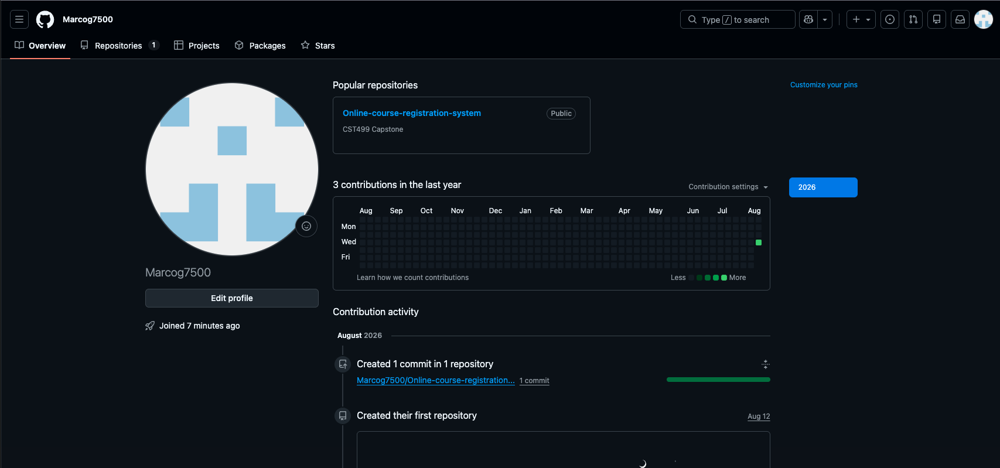 Marcog7500
Type / to search
Overview
Repositories 1
Projects
Packages
Stars
Popular repositories
Customize your pins
Online-course-registration-system
Public
CST499 Capstone
3 contributions in the last year
Contribution settings
2026
Aug Sep Oct Nov Dec Jan Feb Mar Apr May Jun Jul Aug
Mon
Wed
Fri
Learn how we count contributions
Less
More
Marcog7500
Edit profile
Joined 7 minutes ago
Contribution activity
August 2026
Created 1 commit in 1 repository
Marcog7500/Online-course-registration... 1 commit
Created their first repository
Aug 12